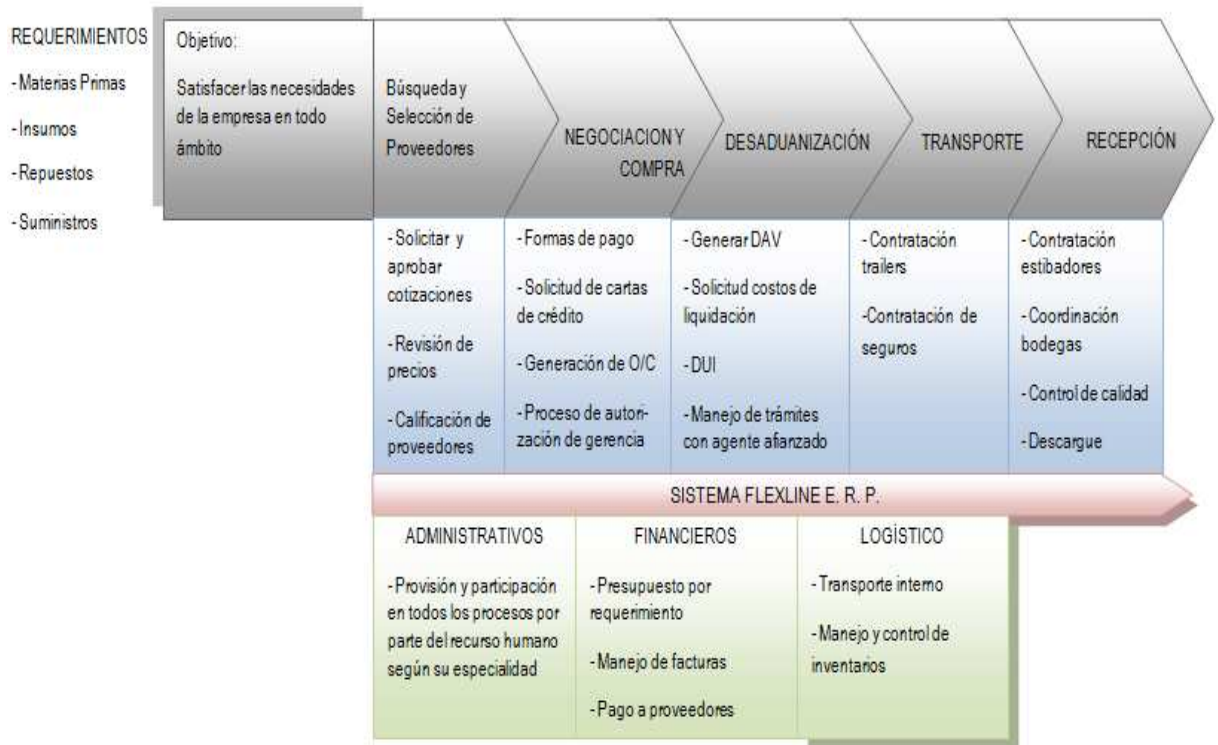 REQUERIMIENTOS
- Materias Primas
- Insumos
- Repuestos
- Suministros
Objetivo:
Satisfacer las necesidades
de la empresa en todo
ámbito
Búsqueda y
Selección de
Proveedores
NEGOCIACION Y
COMPRA
DESADUANIZACIÓN
TRANSPORTE
RECEPCIÓN
- Solicitar y
aprobar
cotizaciones
- Revisión de
precios
- Calificación de
proveedores
- Formas de pago
- Solicitud de cartas
de crédito
- Generación de O/C
- Proceso de autori-
zación de gerencia
- Generar DAV
- Solicitud costos de
liquidación
- DUI
- Manejo de trámites
con agente afianzado
- Contratación
trailers
-Contratación de
seguros
- Contratación
estibadores
- Coordinación
bodegas
- Control de calidad
- Descargue
SISTEMA FLEXLINE E. R. P.
ADMINISTRATIVOS
- Provisión y participación
en todos los procesos por
parte del recurso humano
según su especialidad
FINANCIEROS
- Presupuesto por
requerimiento
- Manejo de facturas
- Pago a proveedores
LOGÍSTICO
- Transporte interno
- Manejo y control de
inventarios